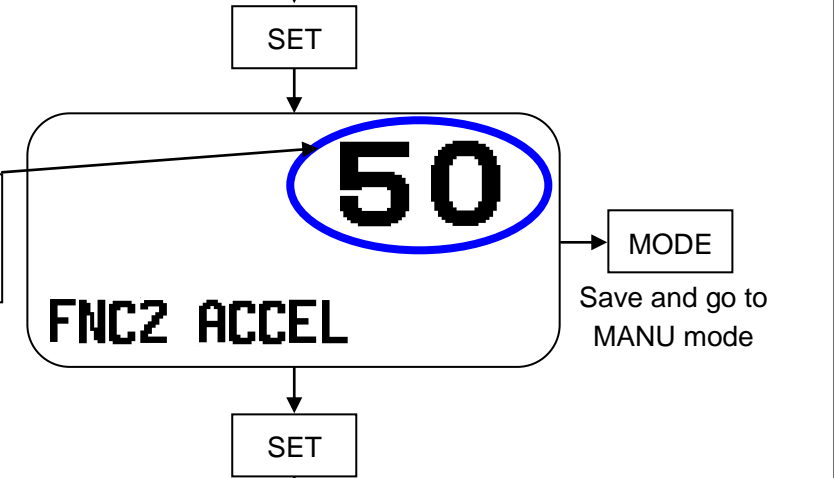 SET
50
MODE
Save and go to
MANU mode
FNC2 ACCEL
SET